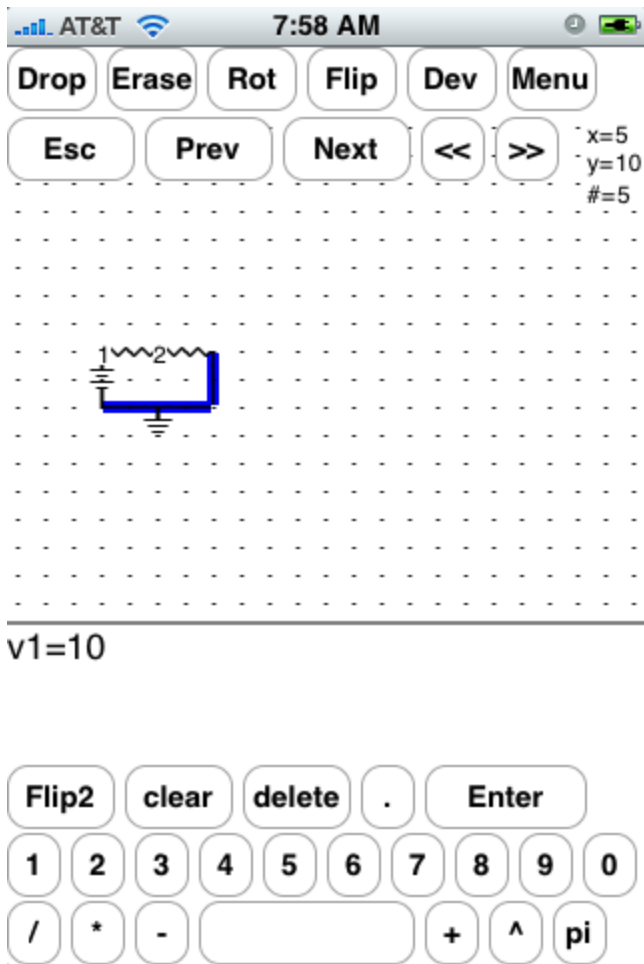 AT&T 7:58 AM
Drop Erase Rot Flip Dev Menu
Esc Prev Next << >> x=5
y=10
#=5
1 2
v1=10
Flip2 clear delete . Enter
1 2 3 4 5 6 7 8 9 0
/ * - + ^ pi